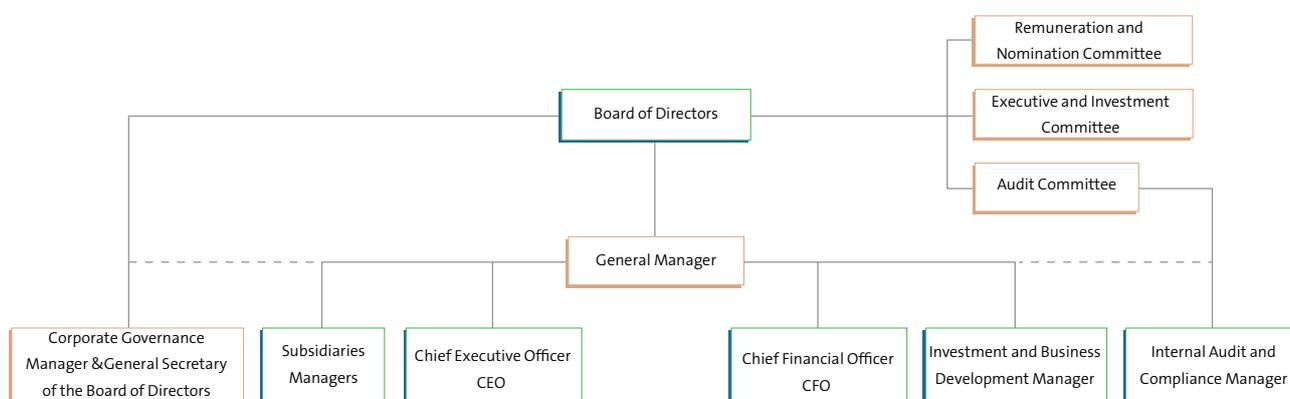 Remuneration and
Nomination Committee
Board of Directors
Executive and Investment
Committee
Audit Committee
General Manager
Corporate Governance
Manager &General Secretary
of the Board of Directors
Subsidiaries
Managers
Chief Executive Officer
CEO
Chief Financial Officer
CFO
Investment and Business
Development Manager
Internal Audit and
Compliance Manager